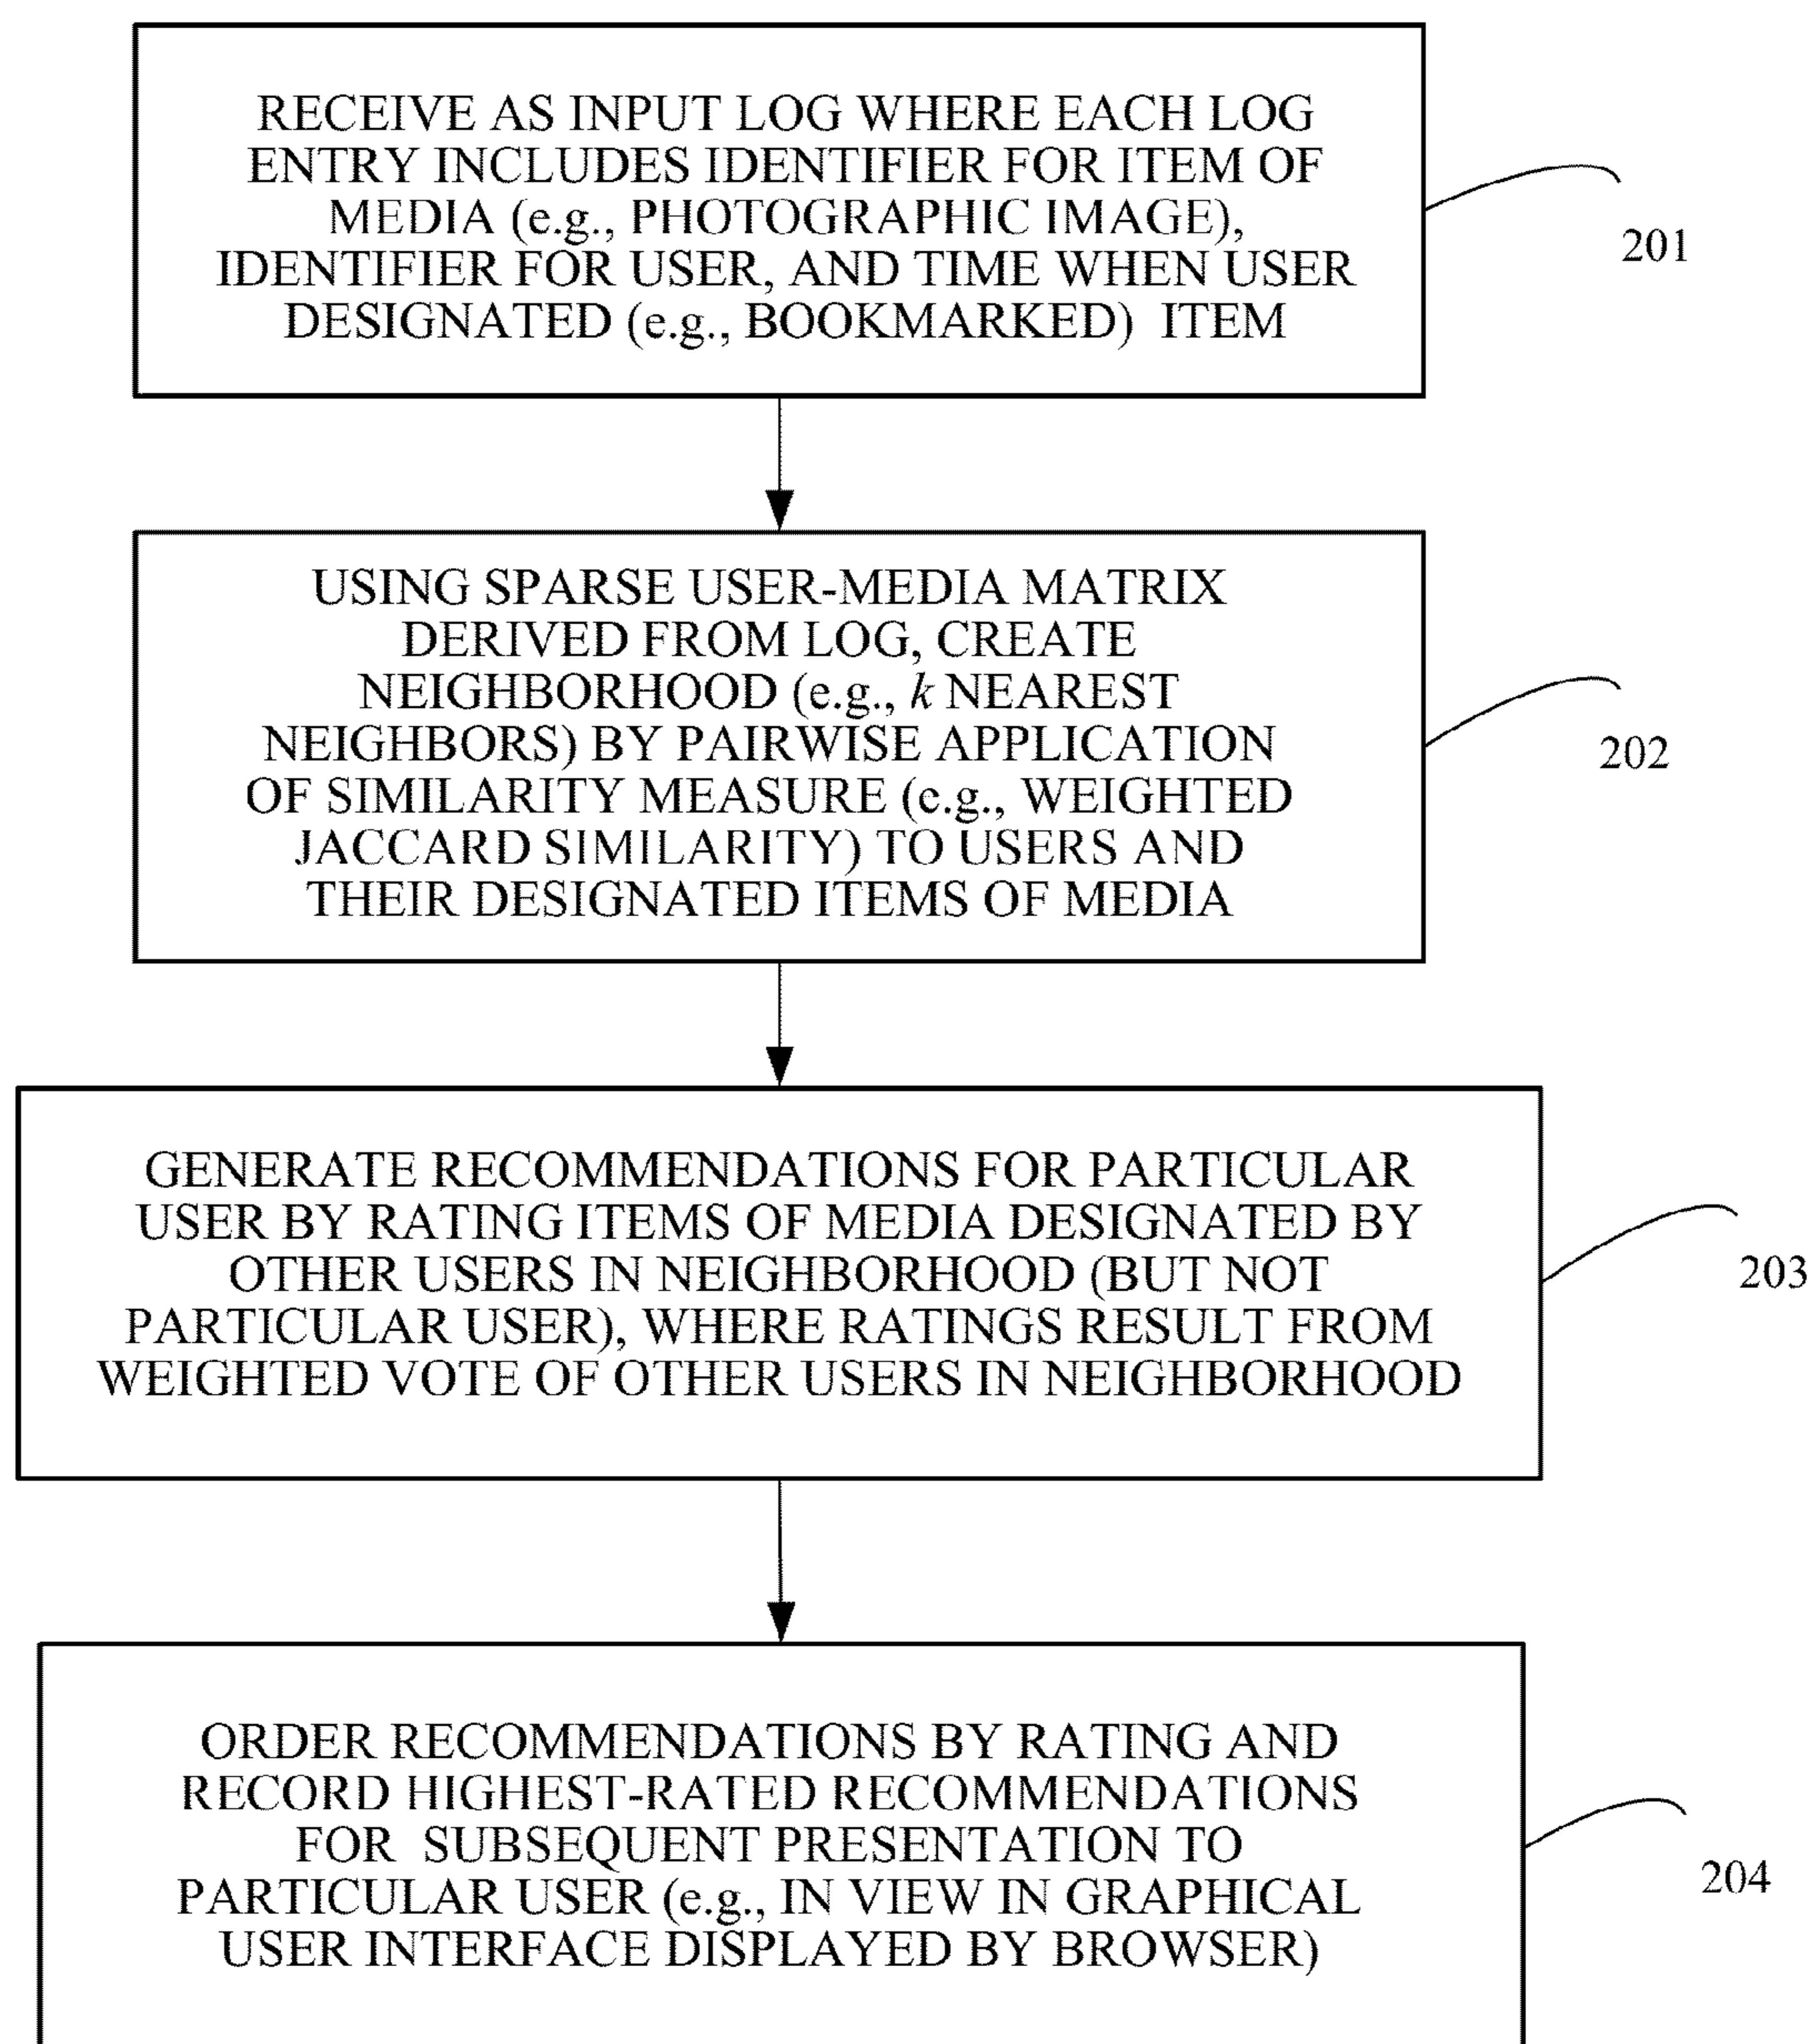 RECEIVE AS INPUT LOG WHERE EACH LOG
ENTRY INCLUDES IDENTIFIER FOR ITEM OF
MEDIA (e.g., PHOTOGRAPHIC IMAGE),
IDENTIFIER FOR USER, AND TIME WHEN USER
DESIGNATED (e.g., BOOKMARKED) ITEM
201
USING SPARSE USER-MEDIA MATRIX
DERIVED FROM LOG, CREATE
NEIGHBORHOOD (e.g., k NEAREST
NEIGHBORS) BY PAIRWISE APPLICATION
OF SIMILARITY MEASURE (e.g., WEIGHTED
JACCARD SIMILARITY) TO USERS AND
THEIR DESIGNATED ITEMS OF MEDIA
202
GENERATE RECOMMENDATIONS FOR PARTICULAR
USER BY RATING ITEMS OF MEDIA DESIGNATED BY
OTHER USERS IN NEIGHBORHOOD (BUT NOT
PARTICULAR USER), WHERE RATINGS RESULT FROM
WEIGHTED VOTE OF OTHER USERS IN NEIGHBORHOOD
203
ORDER RECOMMENDATIONS BY RATING AND
RECORD HIGHEST-RATED RECOMMENDATIONS
FOR SUBSEQUENT PRESENTATION TO
PARTICULAR USER (e.g., IN VIEW IN GRAPHICAL
USER INTERFACE DISPLAYED BY BROWSER)
204